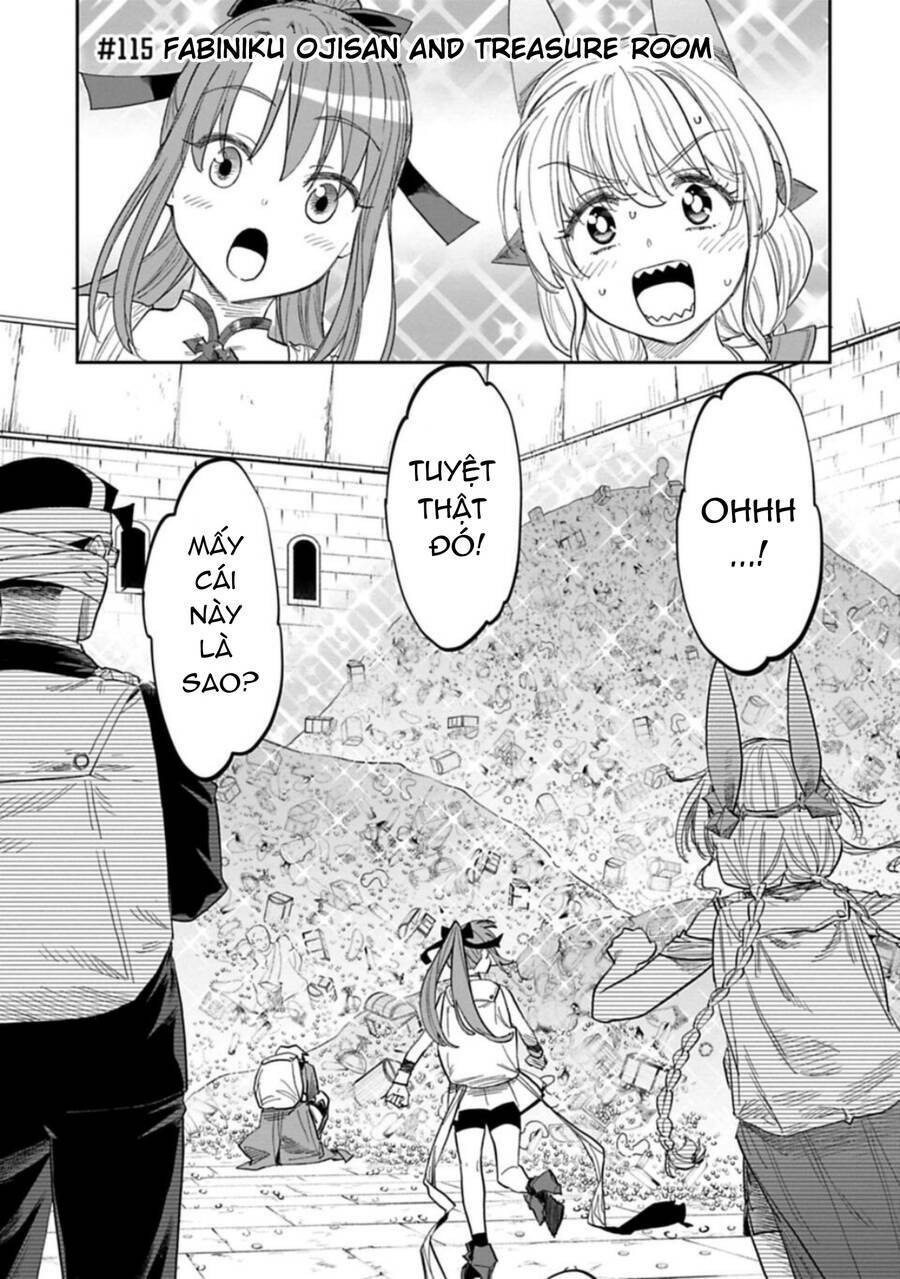 #115 FABINIKU OJISAN AND TREASURE ROOM
OHHH
...!
TUYỆT
THẬT
ĐÓ!
MẤY
CÁI
NÀY
LÀ
SAO?